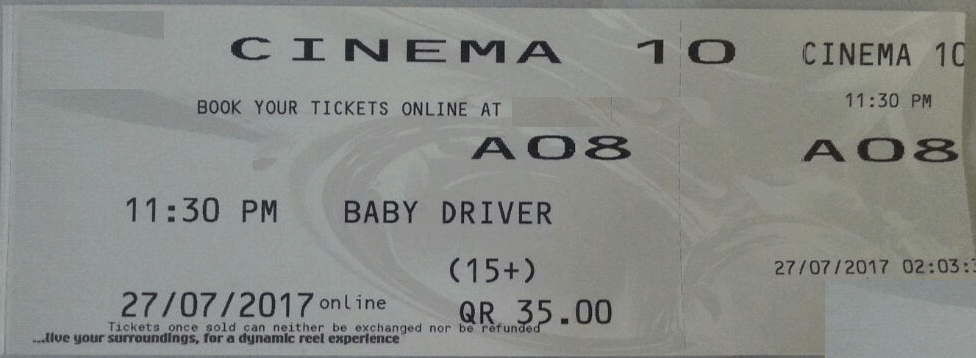 CINEMA 10
BOOK YOUR TICKETS ONLINE AT
A08
11:30 PM BABY DRIVER
(15+)
27/07/2017 online QR 35.00
Tickets once sold can neither be exchanged nor be refunded
...live your surroundings, for a dynamic reel experience
CINEMA 10
11:30 PM
A08
27/07/2017 02:03: